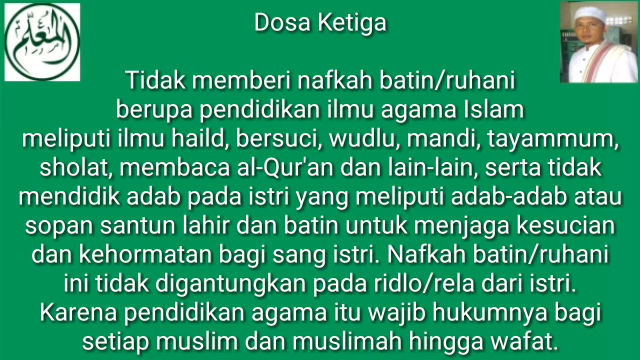 المعلم
Dosa Ketiga
Tidak memberi nafkah batin/ruhani
berupa pendidikan ilmu agama Islam
meliputi ilmu haild, bersuci, wudlu, mandi, tayammum,
sholat, membaca al-Qur'an dan lain-lain, serta tidak
mendidik adab pada istri yang meliputi adab-adab atau
sopan santun lahir dan batin untuk menjaga kesucian
dan kehormatan bagi sang istri. Nafkah batin/ruhani
ini tidak digantungkan pada ridlo/rela dari istri.
Karena pendidikan agama itu wajib hukumnya bagi
setiap muslim dan muslimah hingga wafat.